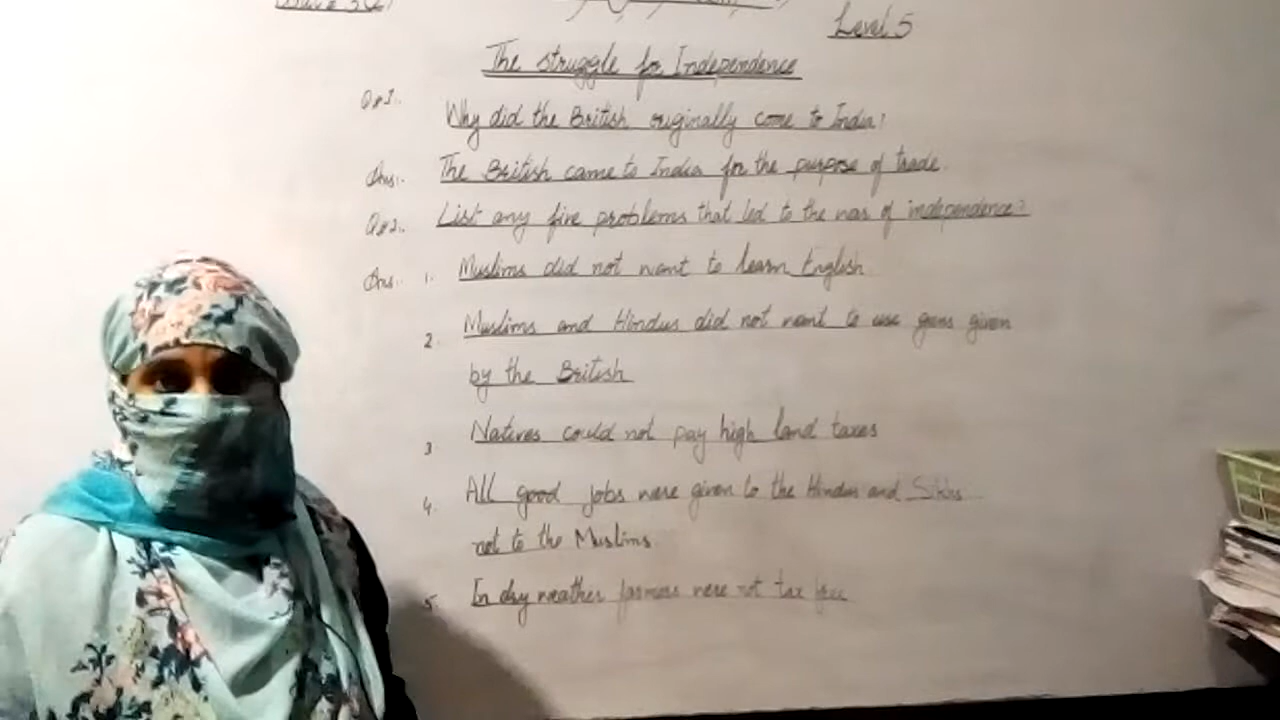 Level 5
The struggle for Independence
Qo1:. Why did the British originally come to India?
Ans:. The British came to India for the purpose of trade.
Qo2:. List any five problems that led to the war of independence?
Ans:. 1. Muslims did not want to learn English
2. Muslims and Hindus did not want to use guns given
by the British
3 Natives could not pay high land taxes
4. All good jobs were given to the Hindus and Sikhs
not to the Muslims
5. In dry weather farmers were not tax free